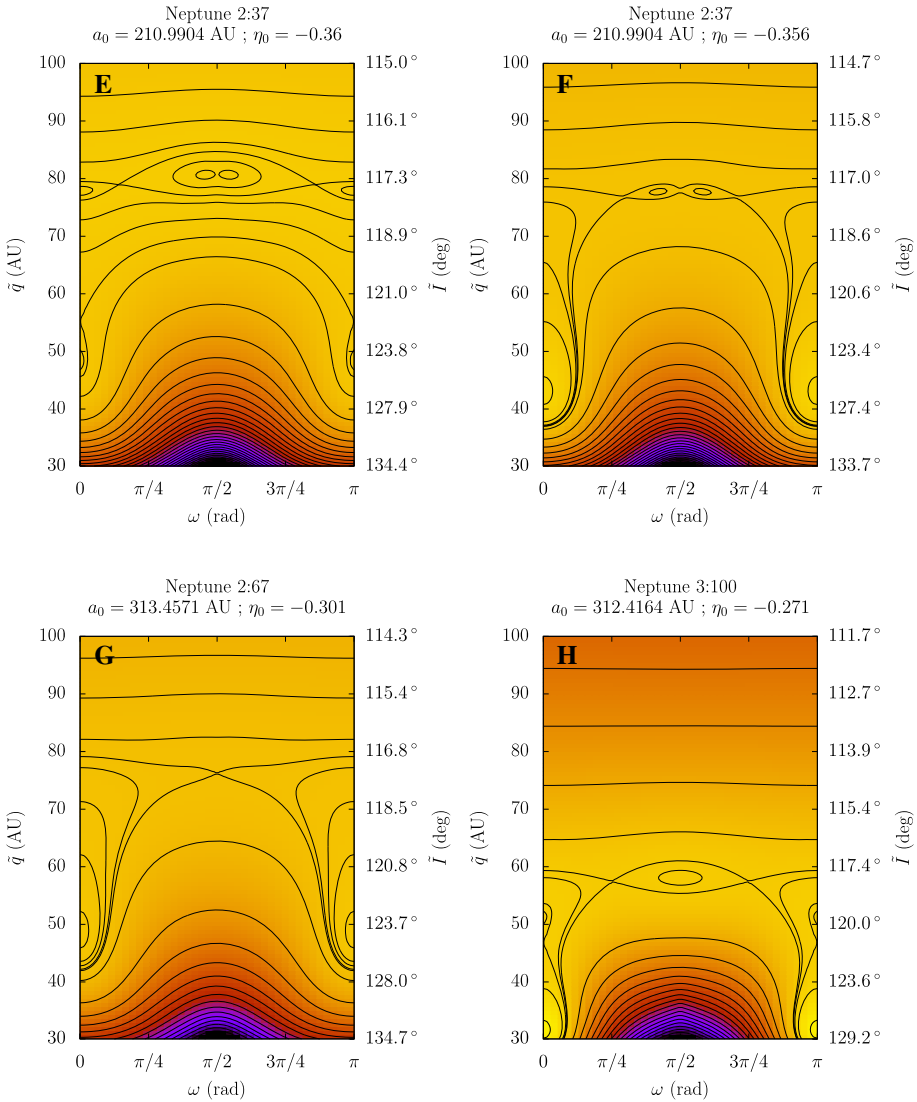 Neptune 2:37
a₀ = 210.9904 AU ; η₀ = −0.36
E
100
90
80
70
60
50
40
30
q̃ (AU)
115.0°
116.1°
117.3°
118.9°
121.0°
123.8°
127.9°
134.4°
Ĩ (deg)
0 π/4 π/2 3π/4 π
ω (rad)
Neptune 2:37
a₀ = 210.9904 AU ; η₀ = −0.356
F
100
90
80
70
60
50
40
30
q̃ (AU)
114.7°
115.8°
117.0°
118.6°
120.6°
123.4°
127.4°
133.7°
Ĩ (deg)
0 π/4 π/2 3π/4 π
ω (rad)
Neptune 2:67
a₀ = 313.4571 AU ; η₀ = −0.301
G
100
90
80
70
60
50
40
30
q̃ (AU)
114.3°
115.4°
116.8°
118.5°
120.8°
123.7°
128.0°
134.7°
Ĩ (deg)
0 π/4 π/2 3π/4 π
ω (rad)
Neptune 3:100
a₀ = 312.4164 AU ; η₀ = −0.271
H
100
90
80
70
60
50
40
30
q̃ (AU)
111.7°
112.7°
113.9°
115.4°
117.4°
120.0°
123.6°
129.2°
Ĩ (deg)
0 π/4 π/2 3π/4 π
ω (rad)